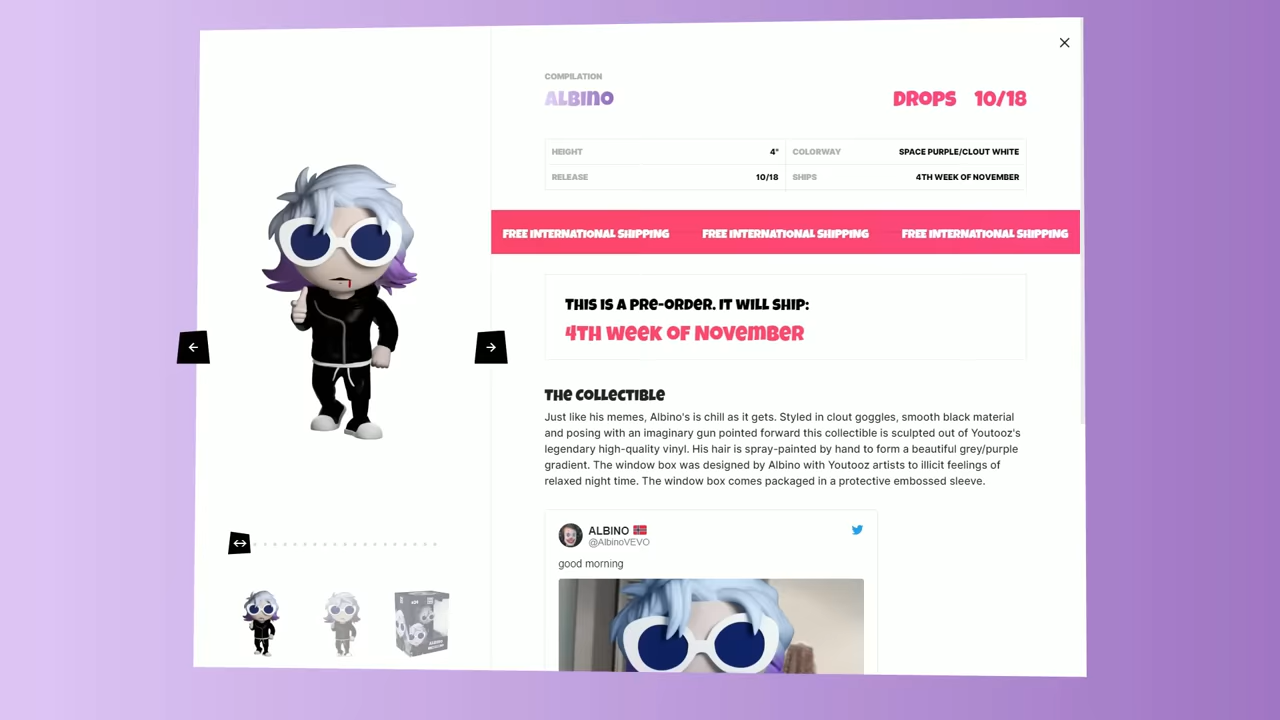 COMPILATION
ALBINO
DROPS 10/18
HEIGHT 4" COLORWAY SPACE PURPLE/CLOUT WHITE
RELEASE 10/18 SHIPS 4TH WEEK OF NOVEMBER
FREE INTERNATIONAL SHIPPING FREE INTERNATIONAL SHIPPING FREE INTERNATIONAL SHIPPING
THIS IS A PRE-ORDER. IT WILL SHIP:
4TH WEEK OF NOVEMBER
THE COLLECTIBLE
Just like his memes, Albino's is chill as it gets. Styled in clout goggles, smooth black material
and posing with an imaginary gun pointed forward this collectible is sculpted out of Youtooz's
legendary high-quality vinyl. His hair is spray-painted by hand to form a beautiful grey/purple
gradient. The window box was designed by Albino with Youtooz artists to illicit feelings of
relaxed night time. The window box comes packaged in a protective embossed sleeve.
ALBINO
@AlbinoVEVO
good morning